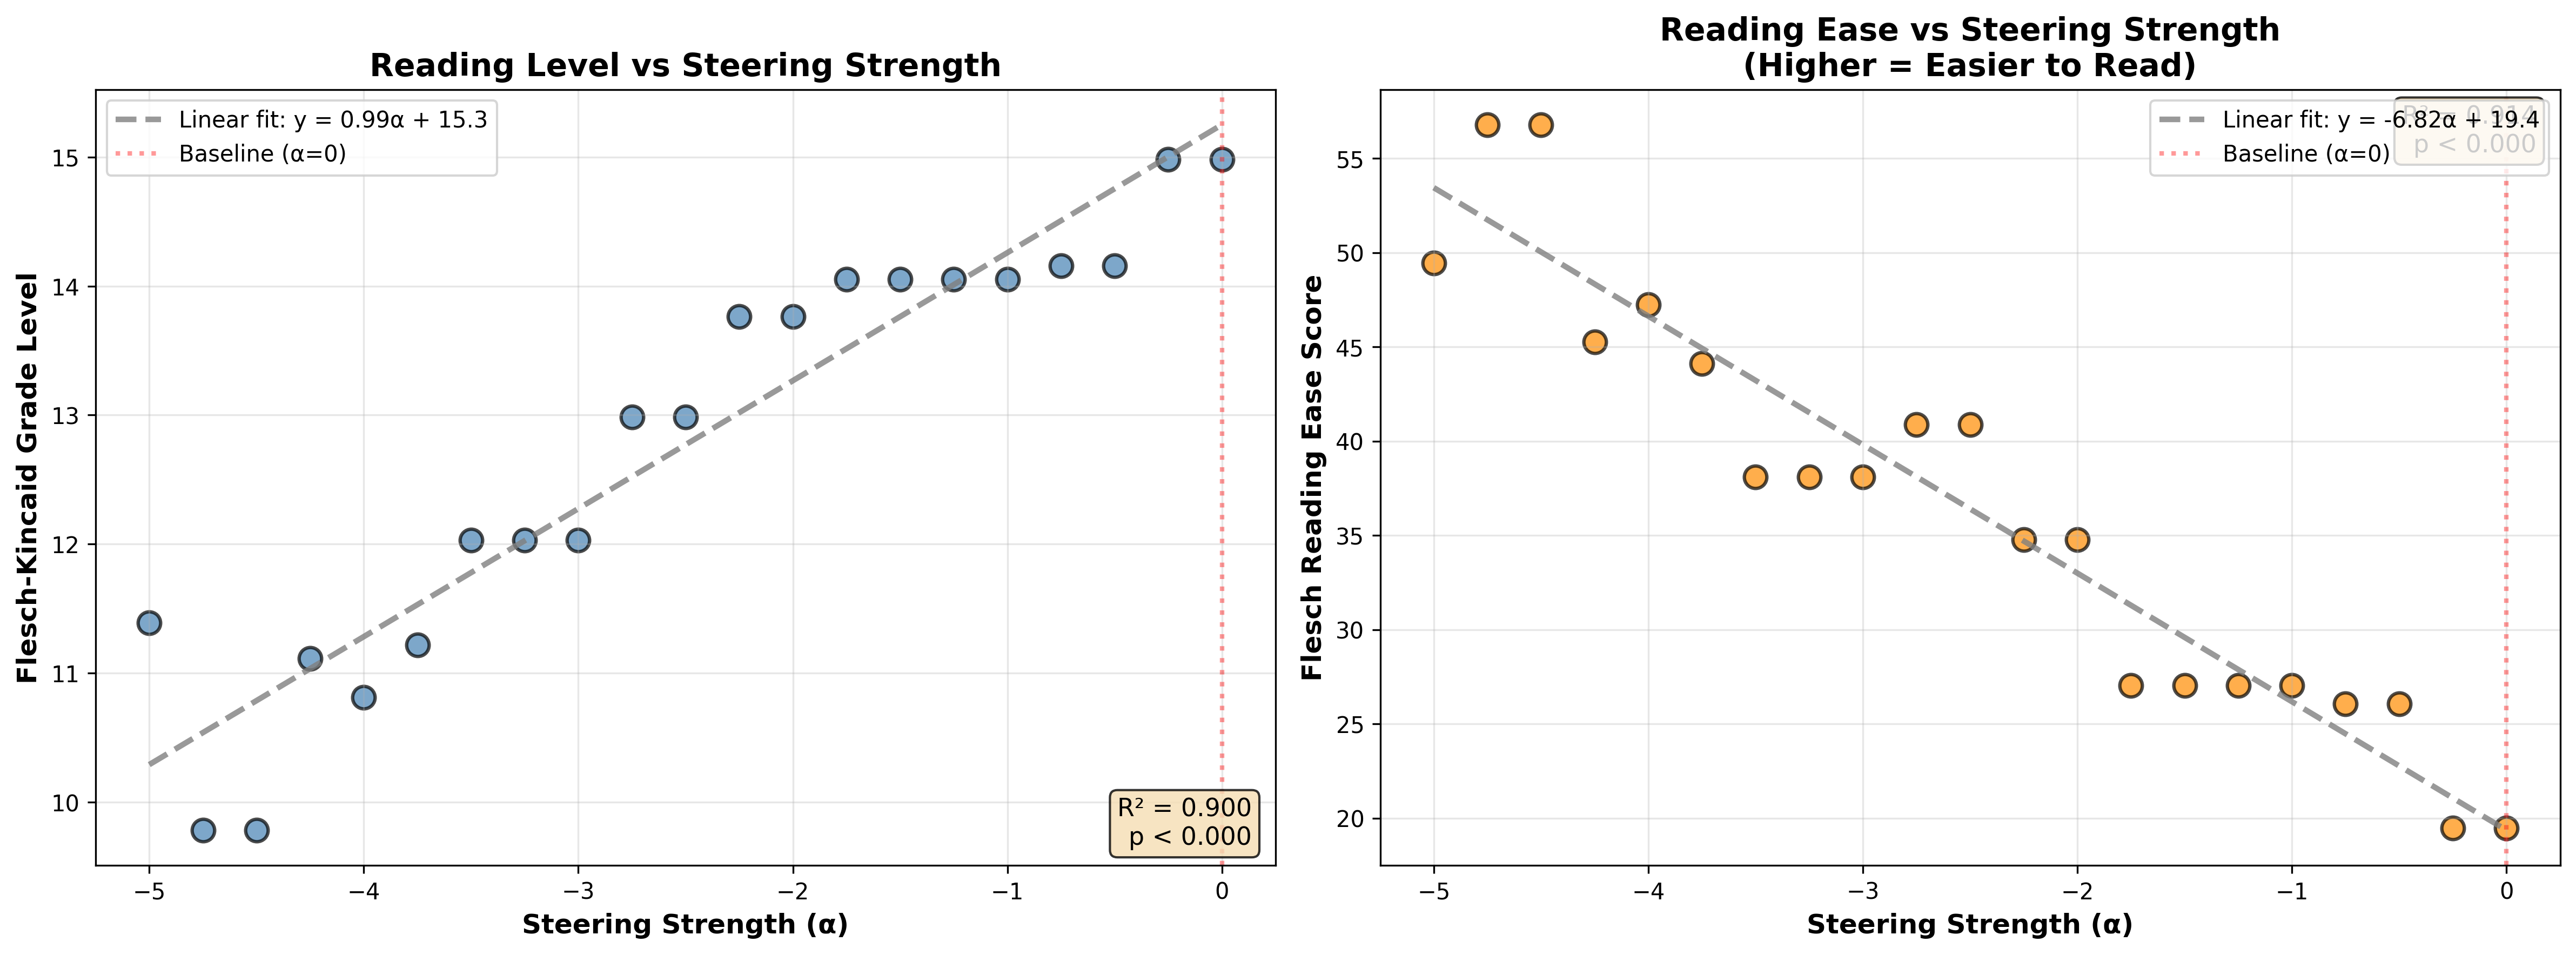 Reading Level vs Steering Strength
Linear fit: y = 0.99α + 15.3
Baseline (α=0)
Flesch-Kincaid Grade Level
15
14
13
12
11
10
R² = 0.900
p < 0.000
−5
−4
−3
−2
−1
0
Steering Strength (α)
Reading Ease vs Steering Strength
(Higher = Easier to Read)
Linear fit: y = -6.82α + 19.4
Baseline (α=0)
R² = 0.914
p < 0.000
Flesch Reading Ease Score
55
50
45
40
35
30
25
20
−5
−4
−3
−2
−1
0
Steering Strength (α)